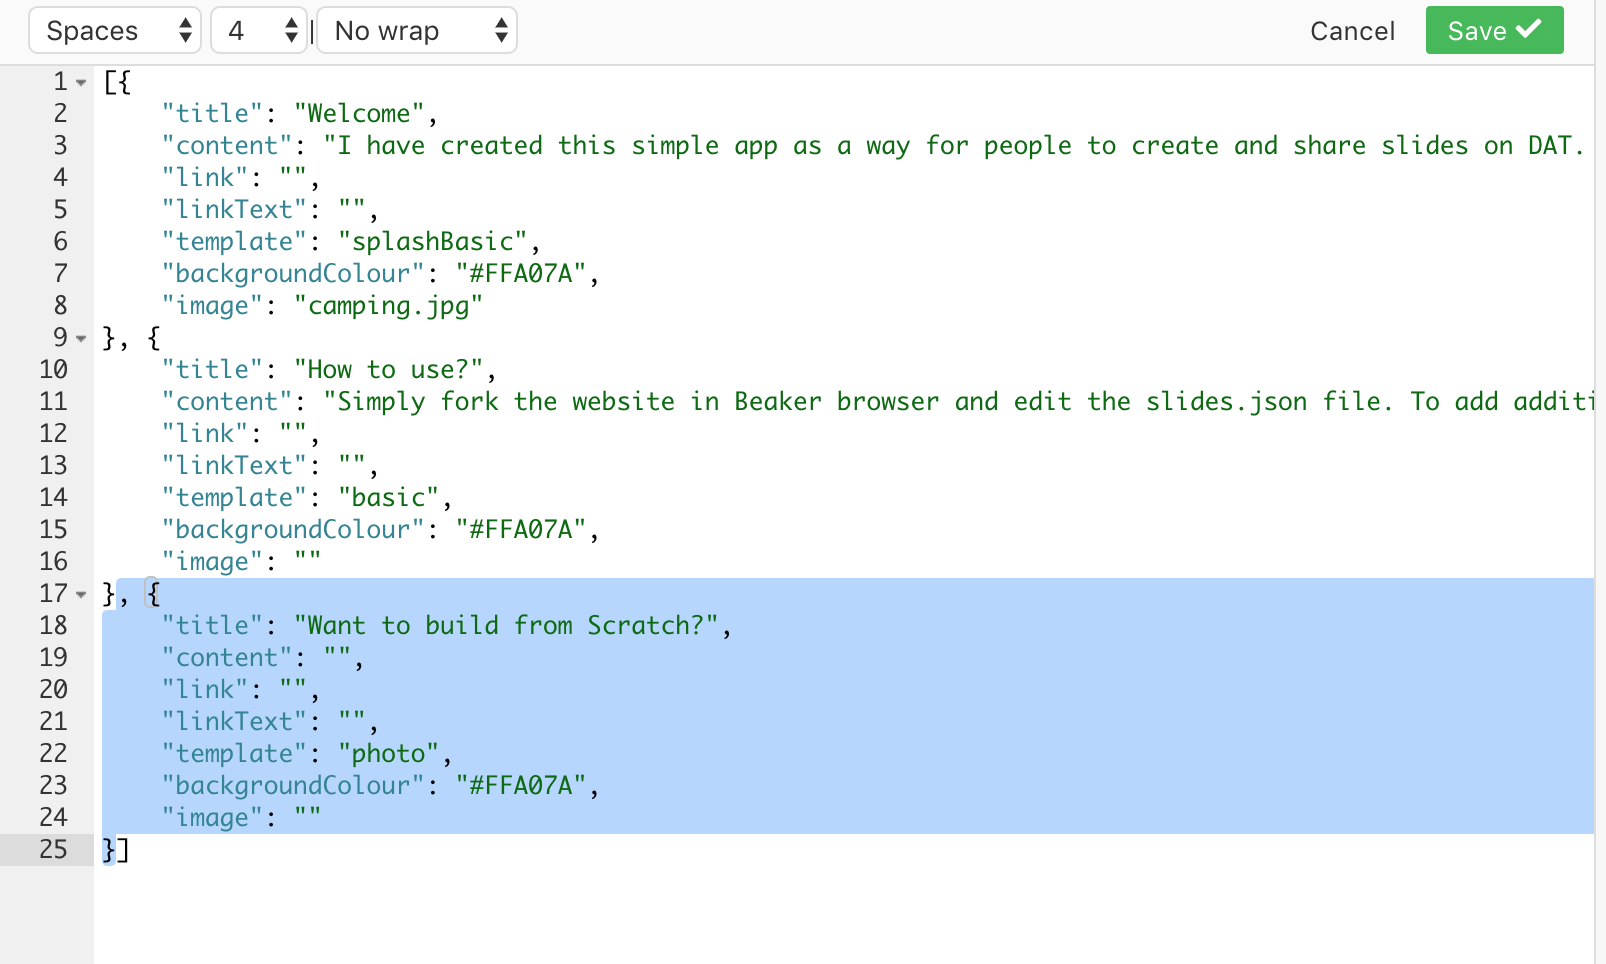 Spaces 4 No wrap Cancel Save
1 [{
2 "title": "Welcome",
3 "content": "I have created this simple app as a way for people to create and share slides on DAT.
4 "link": "",
5 "linkText": "",
6 "template": "splashBasic",
7 "backgroundColour": "#FFA07A",
8 "image": "camping.jpg"
9 }, {
10 "title": "How to use?",
11 "content": "Simply fork the website in Beaker browser and edit the slides.json file. To add additi
12 "link": "",
13 "linkText": "",
14 "template": "basic",
15 "backgroundColour": "#FFA07A",
16 "image": ""
17 }, {
18 "title": "Want to build from Scratch?",
19 "content": "",
20 "link": "",
21 "linkText": "",
22 "template": "photo",
23 "backgroundColour": "#FFA07A",
24 "image": ""
25 }]